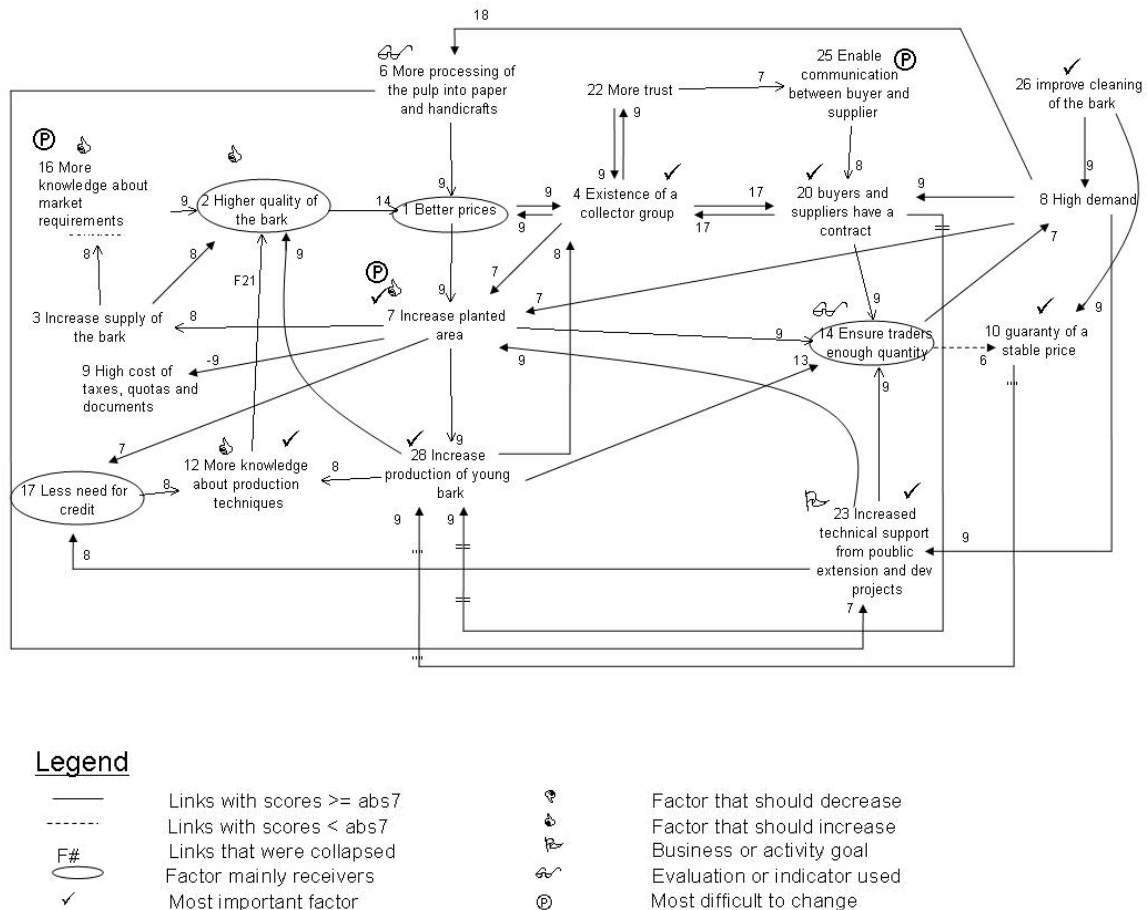 18
6 More processing of
the pulp into paper
and handicrafts
22 More trust
7
25 Enable
communication
between buyer and
supplier
P
26 improve cleaning
of the bark
P
16 More
knowledge about
market
requirements
9
2 Higher quality of
the bark
14
1 Better prices
9
9
9
9
9
4 Existence of a
collector group
17
17
8
20 buyers and
suppliers have a
contract
9
9
8 High demand
8
8
9
F21
P
9
7
8
7
7
3 Increase supply of
the bark
8
7 Increase planted
area
9
9
14 Ensure traders
enough quantity
13
6
10 guaranty of a
stable price
9
-9
9 High cost of
taxes, quotas and
documents
9
9
7
12 More knowledge
about production
techniques
8
9
28 Increase
production of young
bark
17 Less need for
credit
8
9
9
23 Increased
technical support
from poublic
extension and dev
projects
9
8
7
Legend
Links with scores >= abs7
Links with scores < abs7
F#
Links that were collapsed
Factor mainly receivers
Most important factor
Factor that should decrease
Factor that should increase
Business or activity goal
Evaluation or indicator used
P
Most difficult to change